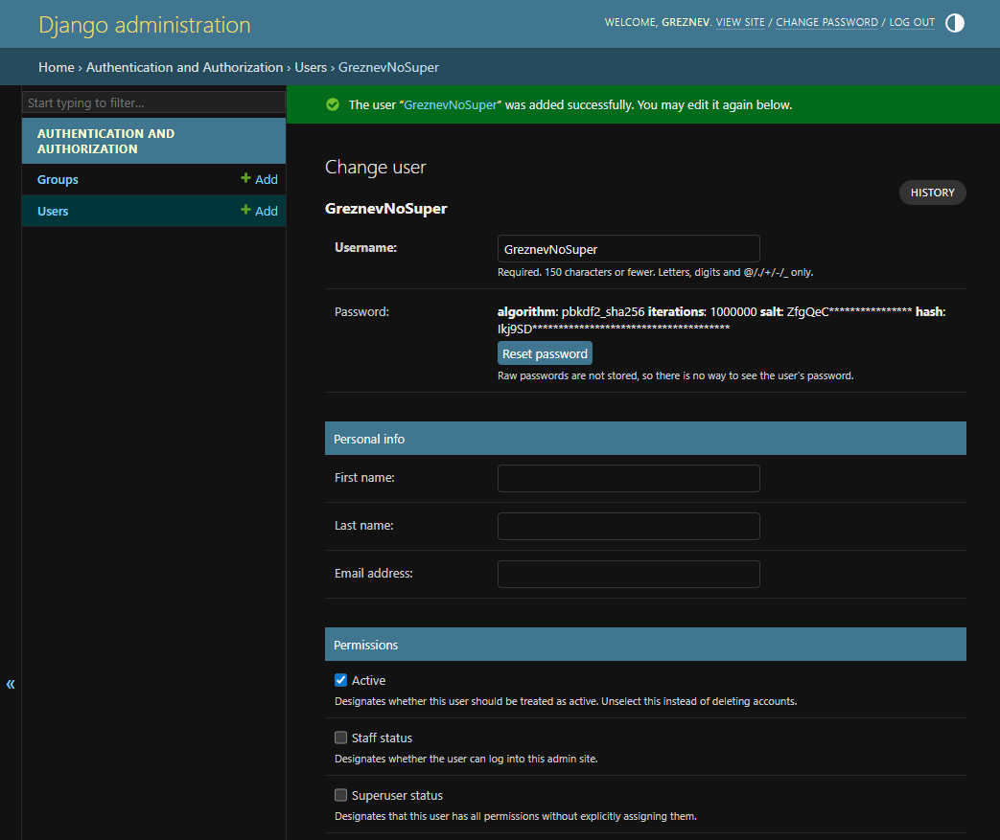 Django administration
WELCOME, GREZNEV. VIEW SITE / CHANGE PASSWORD / LOG OUT
Home › Authentication and Authorization › Users › GreznevNoSuper
Start typing to filter...
AUTHENTICATION AND
AUTHORIZATION
Groups + Add
Users + Add
«
The user “GreznevNoSuper” was added successfully. You may edit it again below.
Change user
HISTORY
GreznevNoSuper
Username: GreznevNoSuper
Required. 150 characters or fewer. Letters, digits and @/./+/-/_ only.
Password: algorithm: pbkdf2_sha256 iterations: 1000000 salt: ZfgQeC**************** hash:
Ikj9SD**************************************
Reset password
Raw passwords are not stored, so there is no way to see the user’s password.
Personal info
First name:
Last name:
Email address:
Permissions
Active
Designates whether this user should be treated as active. Unselect this instead of deleting accounts.
Staff status
Designates whether the user can log into this admin site.
Superuser status
Designates that this user has all permissions without explicitly assigning them.